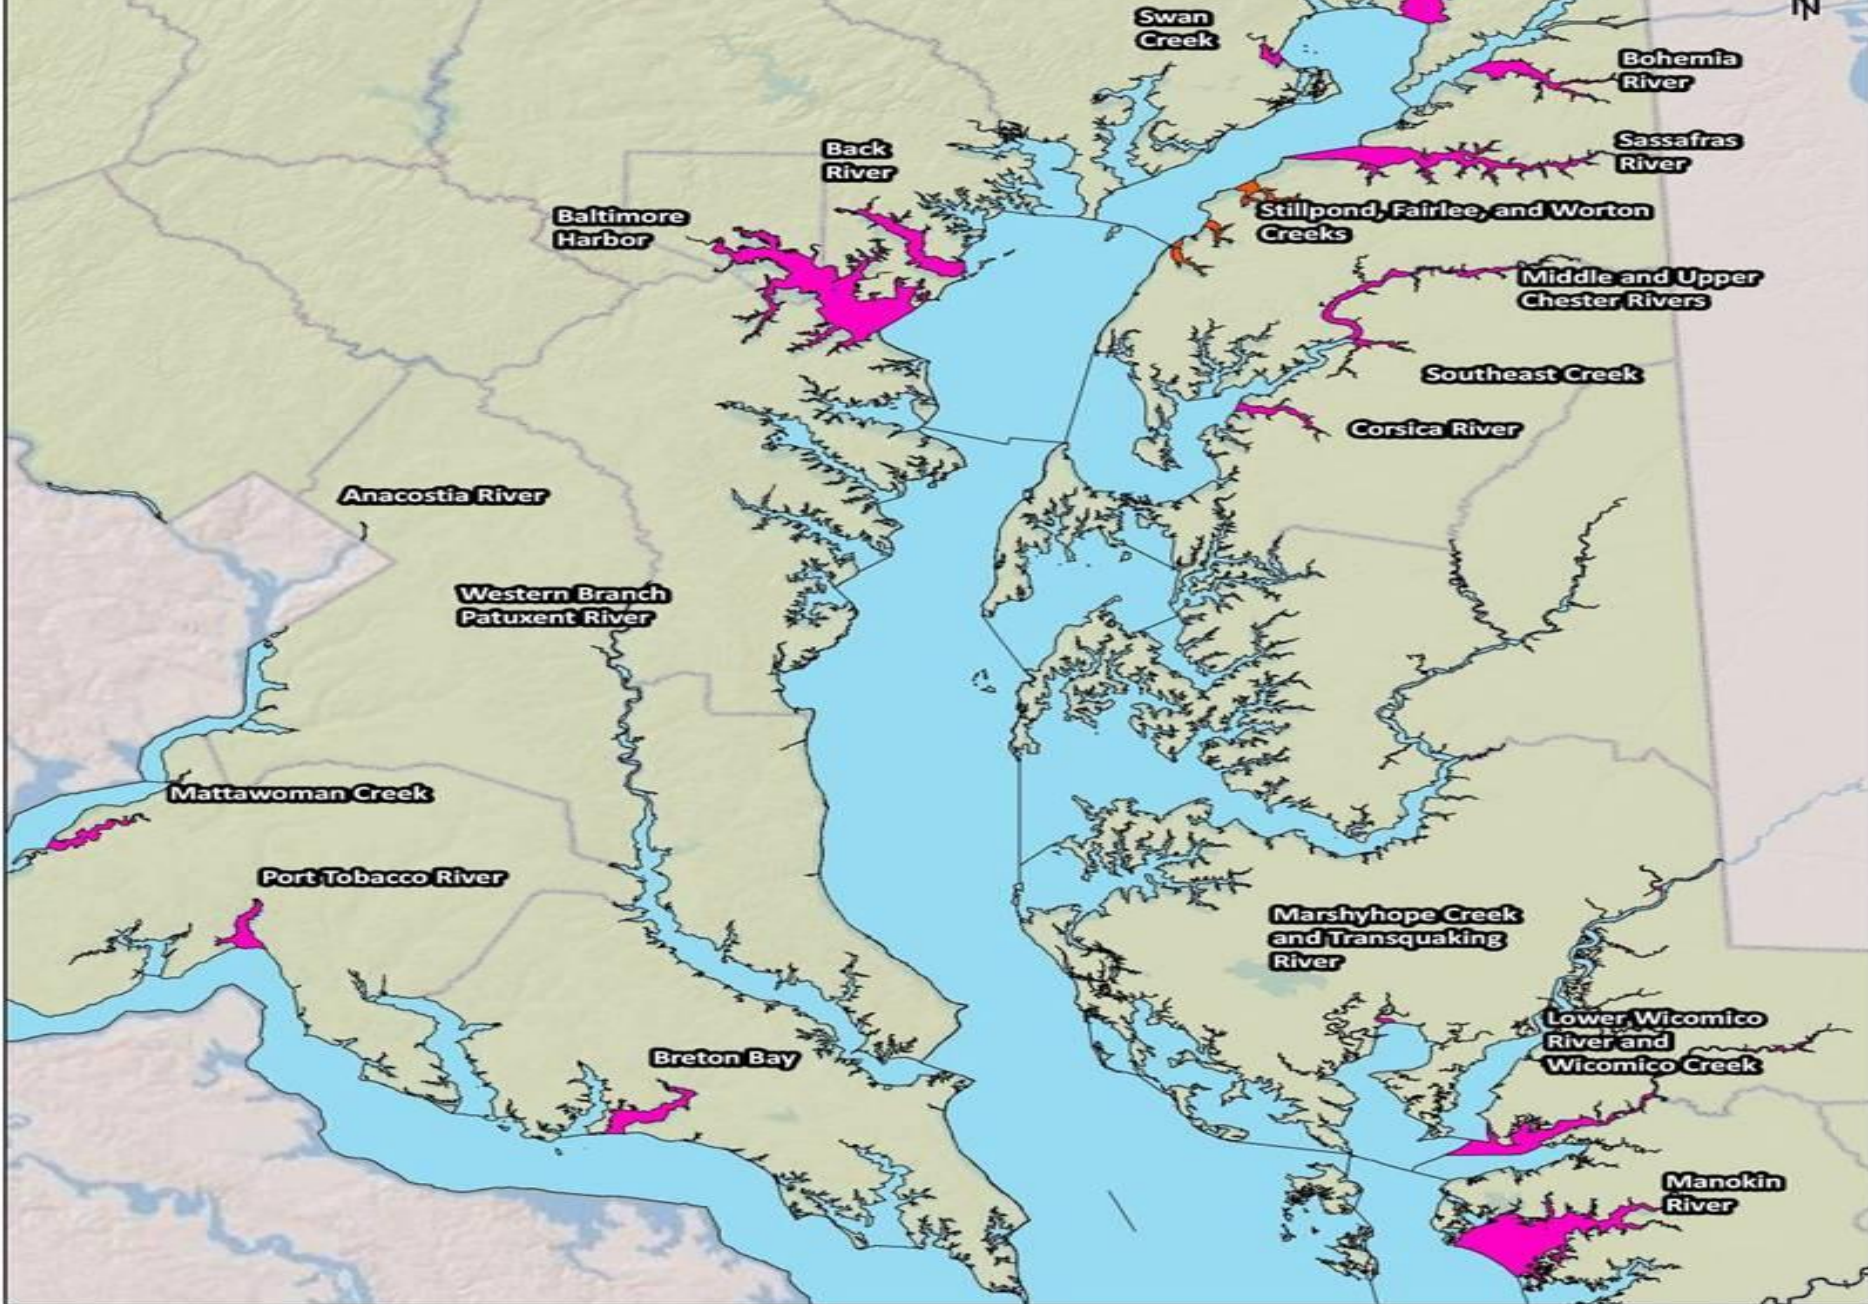 N
Swan
Creek
Bohemia
River
Sassafras
River
Back
River
Stillpond, Fairlee, and Worton
Creeks
Baltimore
Harbor
Middle and Upper
Chester Rivers
Southeast Creek
Corsica River
Anacostia River
Western Branch
Patuxent River
Mattawoman Creek
Port Tobacco River
Marshyhope Creek
and Transquaking
River
Lower Wicomico
River and
Wicomico Creek
Breton Bay
Manokin
River